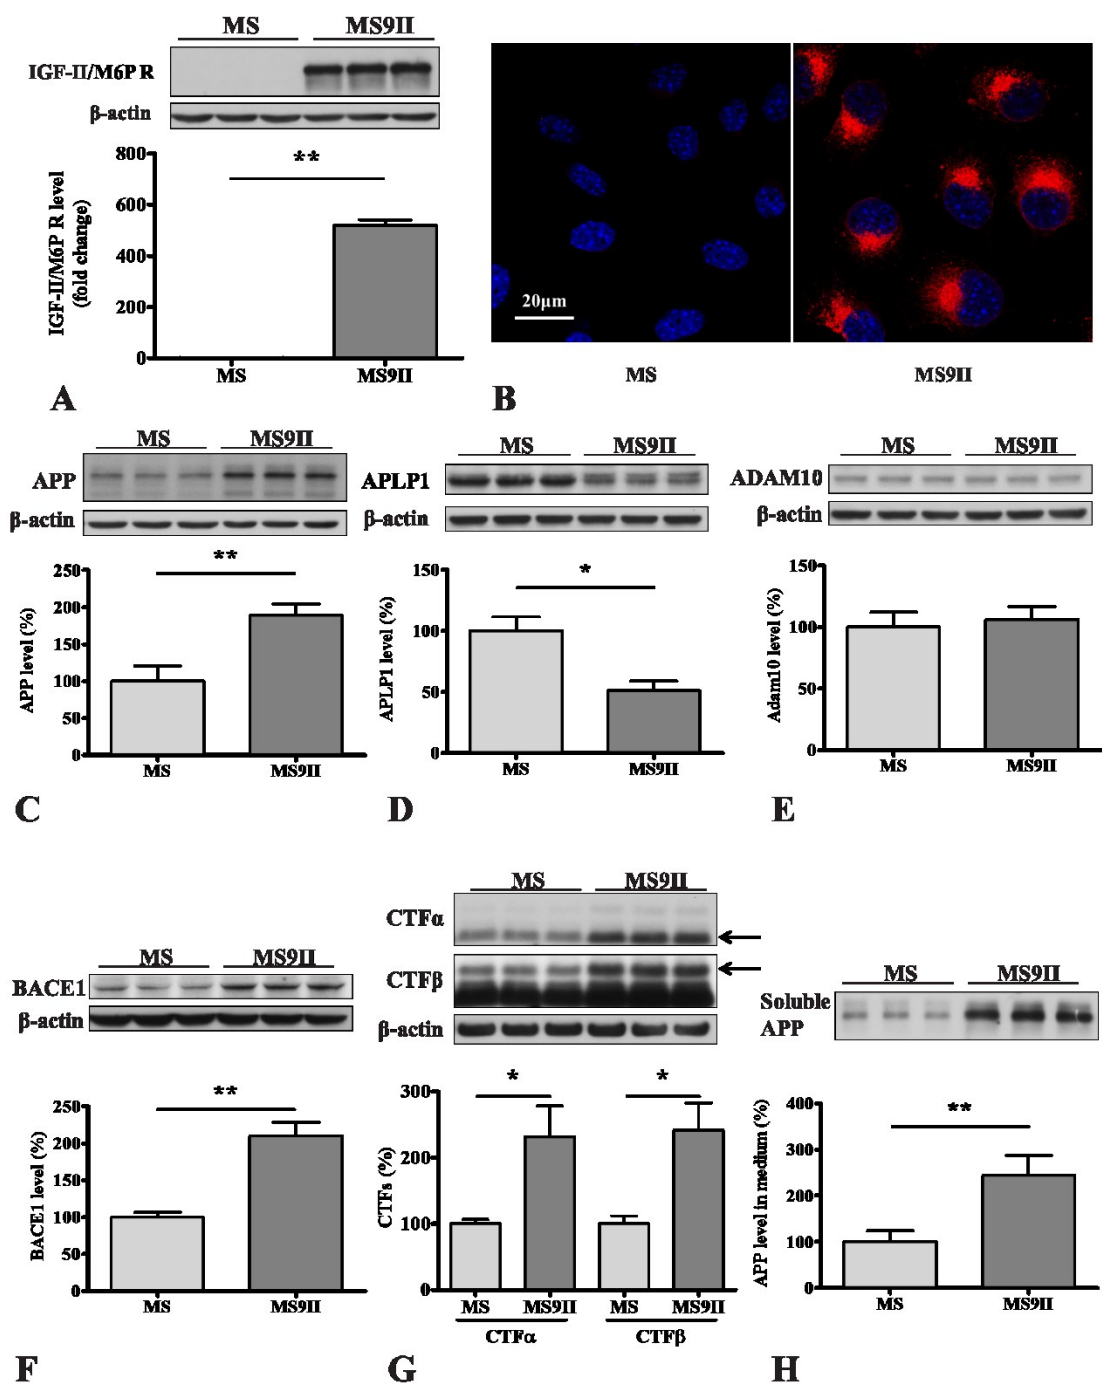 MS MS9II
IGF-II/M6P R
β-actin
**
800
600
400
200
0
IGF-II/M6P R level
(fold change)
MS MS9II
A
20μm
MS MS9II
B
MS MS9II
APP
β-actin
**
250
200
150
100
50
0
APP level (%)
MS MS9II
C
MS MS9II
APLP1
β-actin
*
150
100
50
0
APLP1 level (%)
MS MS9II
D
MS MS9II
ADAM10
β-actin
150
100
50
0
Adam10 level (%)
MS MS9II
E
MS MS9II
BACE1
β-actin
**
250
200
150
100
50
0
BACE1 level (%)
MS MS9II
F
MS MS9II
CTFα
CTFβ
β-actin
* *
300
200
100
0
CTFs (%)
MS MS9II MS MS9II
CTFα CTFβ
G
MS MS9II
Soluble
APP
**
400
300
200
100
0
APP level in medium (%)
MS MS9II
H